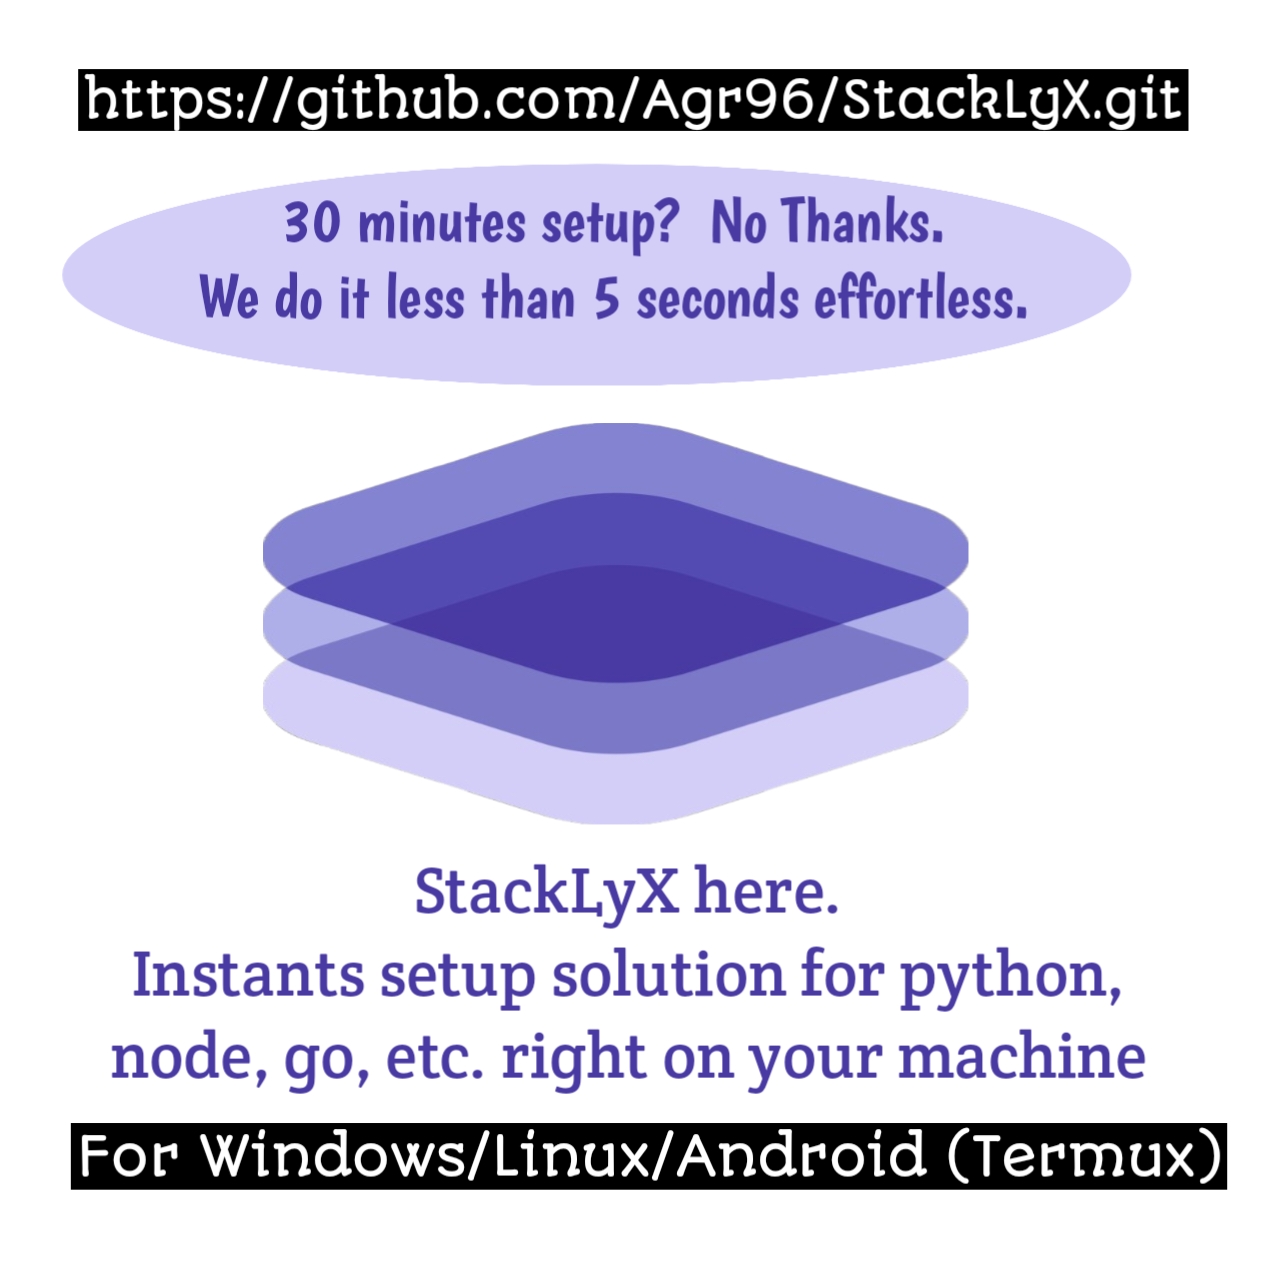 https://github.com/Agr96/StackLyX.git
30 minutes setup? No Thanks.
We do it less than 5 seconds effortless.
StackLyX here.
Instants setup solution for python,
node, go, etc. right on your machine
For Windows/Linux/Android (Termux)